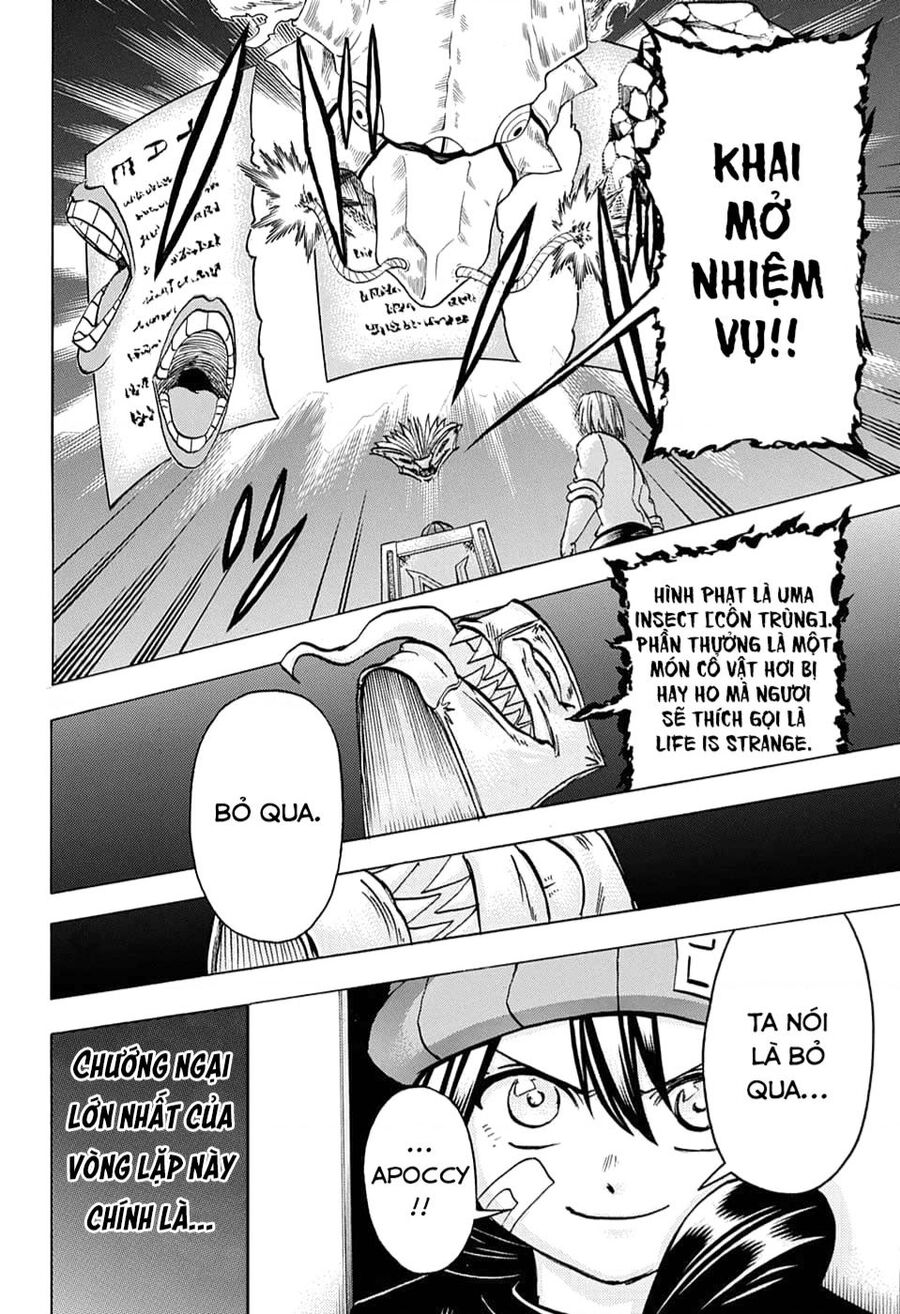 KHAI
MỞ
NHIỆM
VỤ!!
HÌNH PHẠT LÀ UMA
INSECT [CÔN TRÙNG].
PHẦN THƯỞNG LÀ MỘT
MÓN CỔ VẬT HƠI BỊ
HAY HO MÀ NGƯƠI
SẼ THÍCH GỌI LÀ
LIFE IS STRANGE.
BỎ QUA.
TA NÓI
LÀ BỎ
QUA...
...
APOCCY
!!
CHƯỚNG NGẠI
LỚN NHẤT CỦA
VÒNG LẶP NÀY
CHÍNH LÀ...